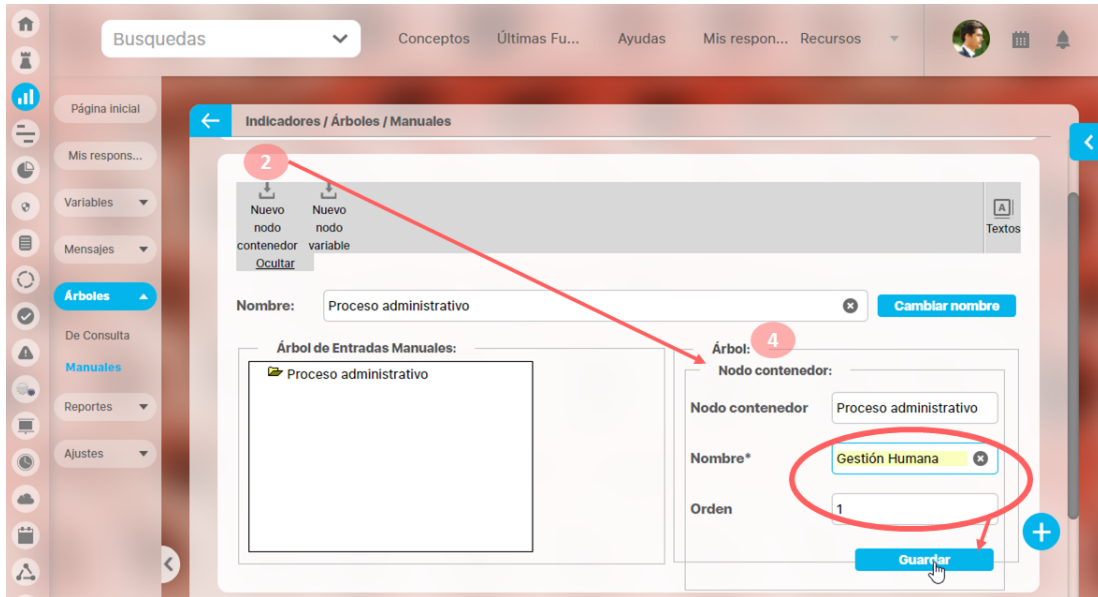 Busquedas
Conceptos
Últimas Fu...
Ayudas
Mis respon...
Recursos
Página inicial
Mis respons...
Variables
Mensajes
Árboles
De Consulta
Manuales
Reportes
Ajustes
Indicadores / Árboles / Manuales
2
Nuevo
nodo
contenedor
Ocultar
Nuevo
nodo
variable
A
Textos
Nombre:
Proceso administrativo
Cambiar nombre
Árbol de Entradas Manuales:
Proceso administrativo
Árbol:
4
Nodo contenedor:
Nodo contenedor
Proceso administrativo
Nombre*
Gestión Humana
Orden
1
Guardar